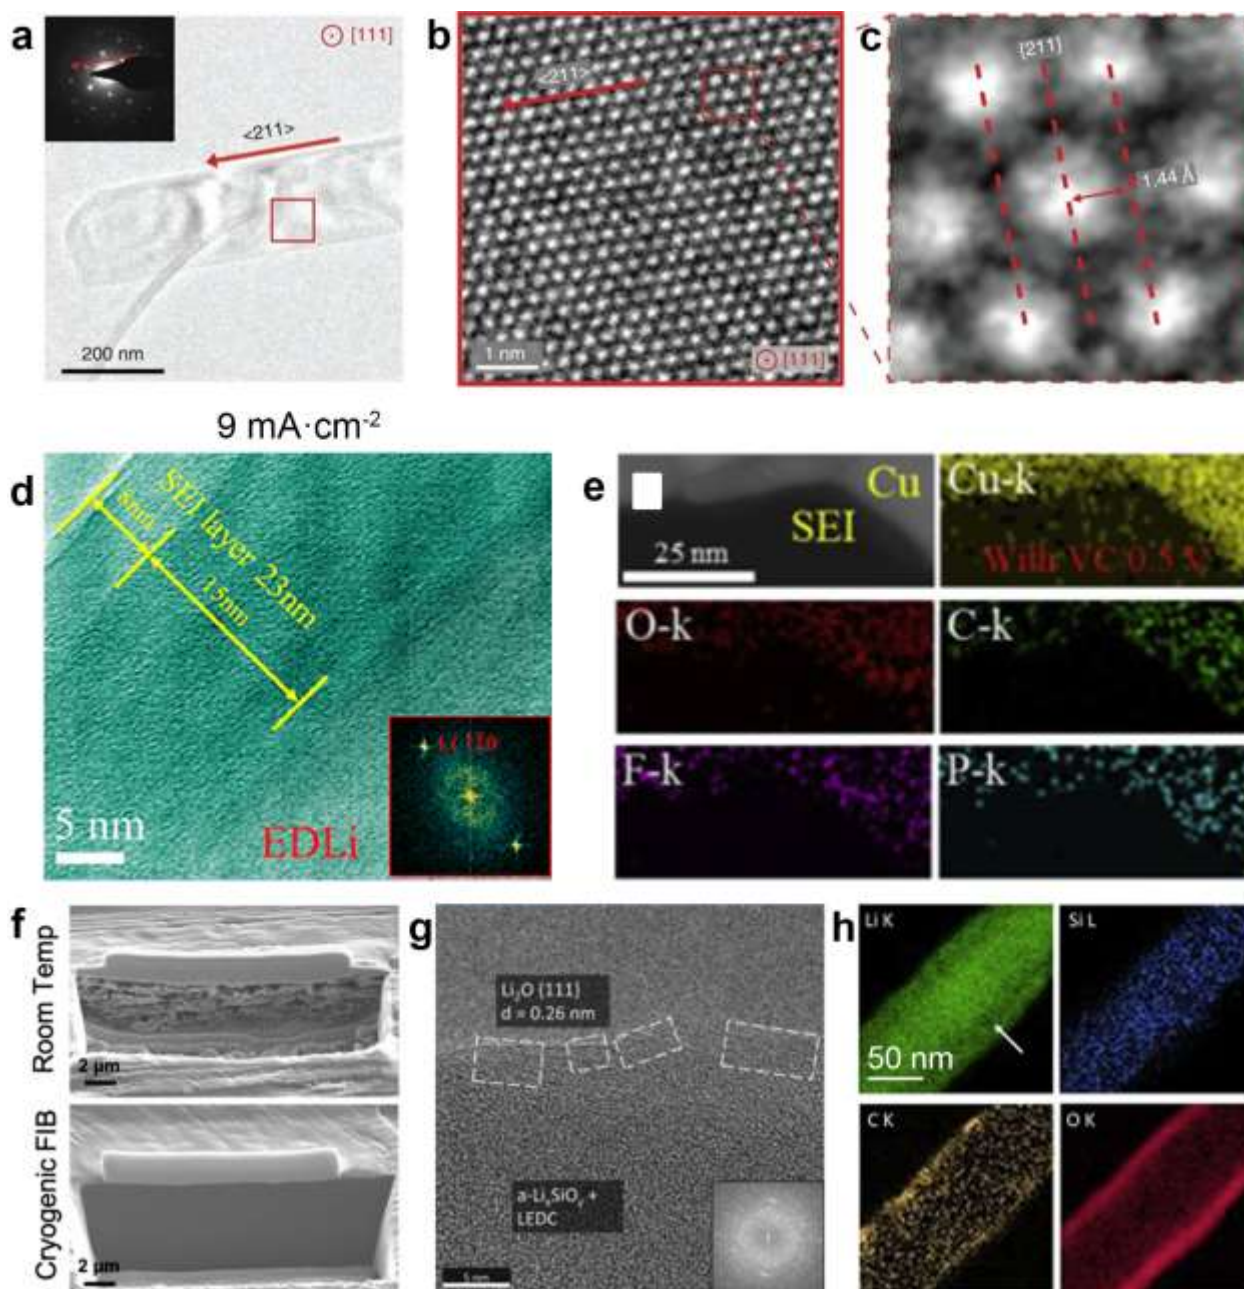 a
[111]
<211>
200 nm
b
<211>
1 nm
[111]
c
{211}
1.44 Å
9 mA·cm⁻²
d
8nm
SEI layer 23nm
15nm
5 nm
EDLi
e
Cu
SEI
25 nm
Cu-k
With VC 0.5 %
O-k
C-k
F-k
P-k
f
Room Temp
2 μm
Cryogenic FIB
2 μm
g
Li₂O (111)
d = 0.26 nm
a-LiₓSiOᵧ +
LEDC
5 nm
h
Li K
50 nm
Si L
C K
O K